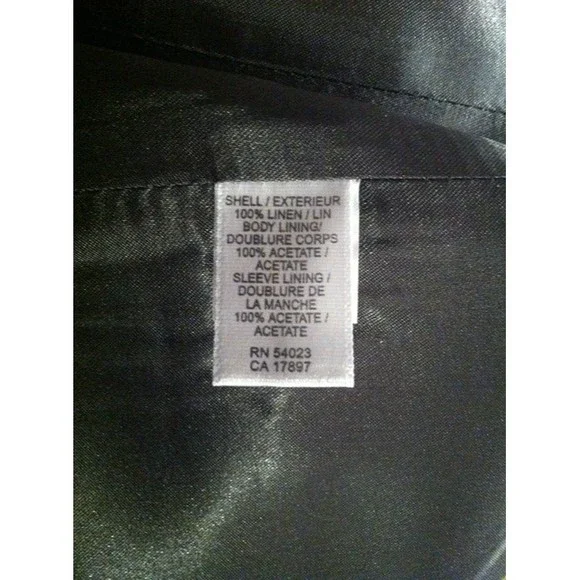 SHELL / EXTERIEUR
100% LINEN / LIN
BODY LINING/
DOUBLURE CORPS
100% ACETATE /
ACETATE
SLEEVE LINING /
DOUBLURE DE
LA MANCHE
100% ACETATE /
ACETATE
RN 54023
CA 17897